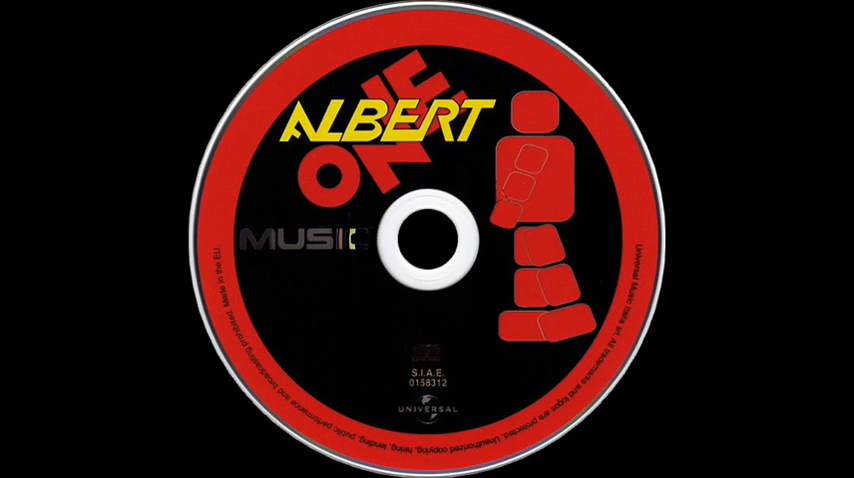 ALBERT
ONE
MUSIC
S.I.A.E.
0158312
UNIVERSAL
Universal Music Italia srl. All trademarks and logos are protected. Unauthorized copying, hiring, lending, public performance and broadcasting prohibited. Made in the EU.